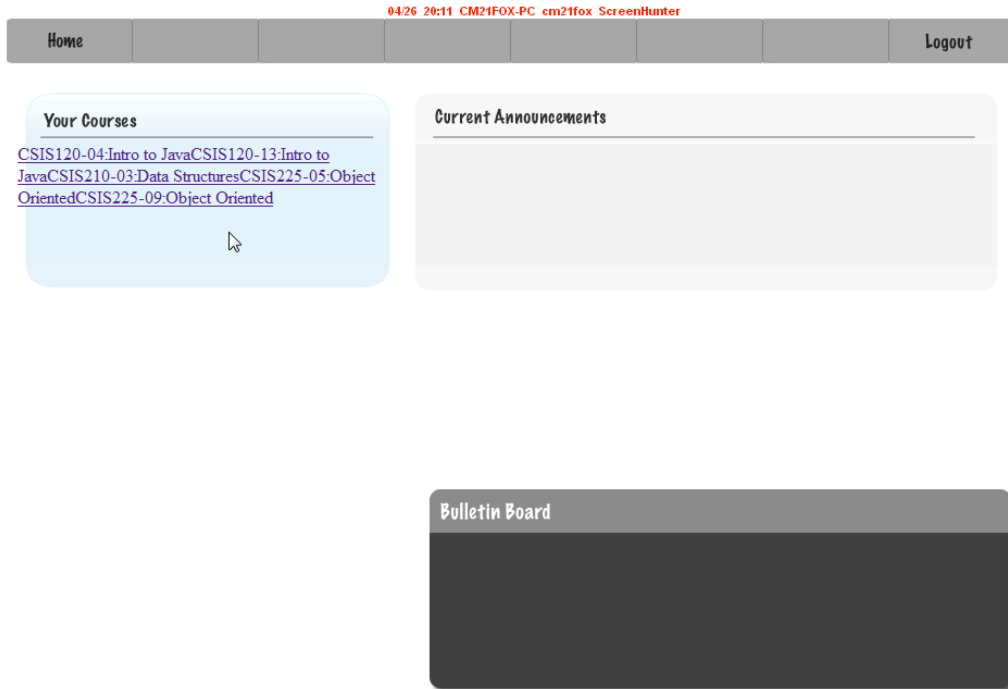 04/26 20:11 CM21FOX-PC cm21fox ScreenHunter
Home
Logout
Your Courses
CSIS120-04:Intro to JavaCSIS120-13:Intro to
JavaCSIS210-03:Data StructuresCSIS225-05:Object
OrientedCSIS225-09:Object Oriented
Current Announcements
Bulletin Board